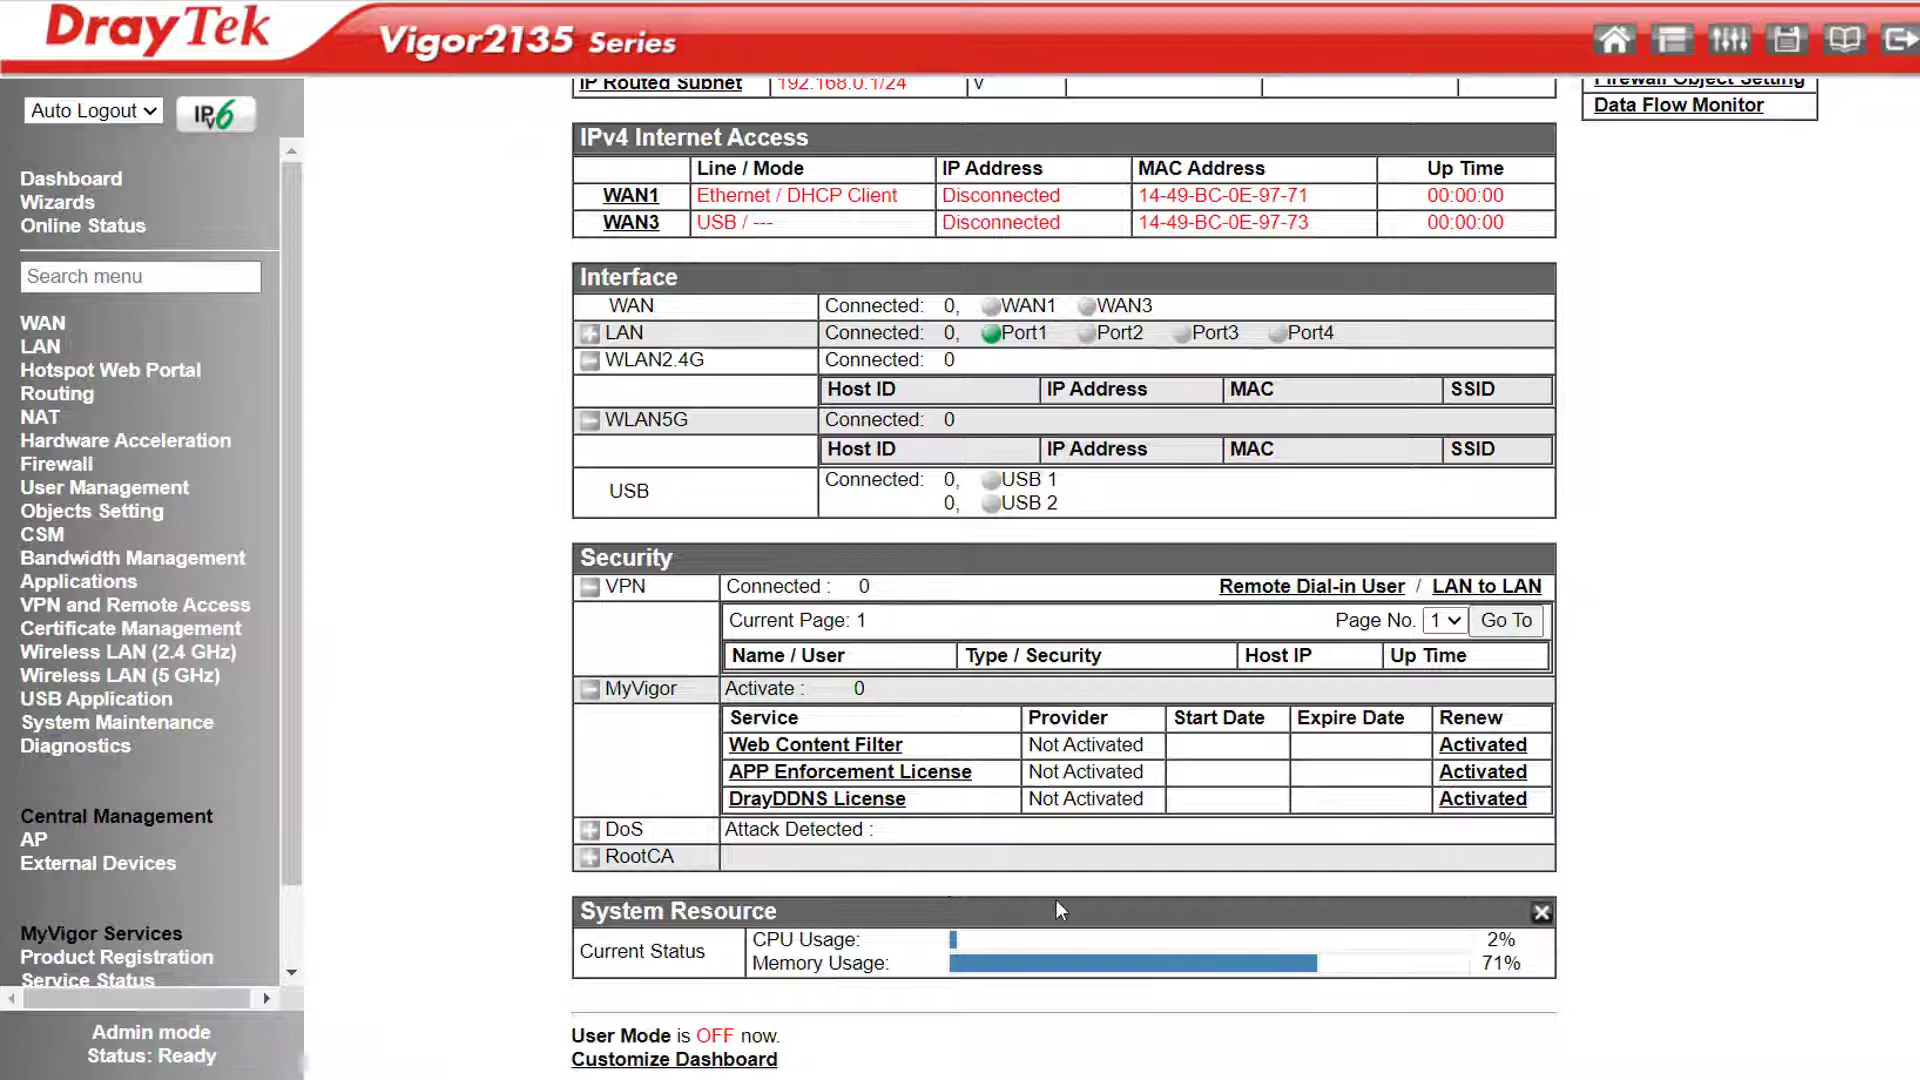 DrayTek Vigor2135 Series
Auto Logout IPv6
Dashboard
Wizards
Online Status
Search menu
WAN
LAN
Hotspot Web Portal
Routing
NAT
Hardware Acceleration
Firewall
User Management
Objects Setting
CSM
Bandwidth Management
Applications
VPN and Remote Access
Certificate Management
Wireless LAN (2.4 GHz)
Wireless LAN (5 GHz)
USB Application
System Maintenance
Diagnostics
Central Management
AP
External Devices
MyVigor Services
Product Registration
Service Status
Admin mode
Status: Ready
IP Routed Subnet 192.168.0.1/24 V
IPv4 Internet Access
Line / Mode IP Address MAC Address Up Time
WAN1 Ethernet / DHCP Client Disconnected 14-49-BC-0E-97-71 00:00:00
WAN3 USB / --- Disconnected 14-49-BC-0E-97-73 00:00:00
Interface
WAN Connected: 0, WAN1 WAN3
LAN Connected: 0, Port1 Port2 Port3 Port4
WLAN2.4G Connected: 0
Host ID IP Address MAC SSID
WLAN5G Connected: 0
Host ID IP Address MAC SSID
USB Connected: 0, USB 1
0, USB 2
Security
VPN Connected : 0 Remote Dial-in User / LAN to LAN
Current Page: 1 Page No. 1 Go To
Name / User Type / Security Host IP Up Time
MyVigor Activate : 0
Service Provider Start Date Expire Date Renew
Web Content Filter Not Activated Activated
APP Enforcement License Not Activated Activated
DrayDDNS License Not Activated Activated
DoS Attack Detected :
RootCA
System Resource
Current Status CPU Usage: 2%
Memory Usage: 71%
User Mode is OFF now.
Customize Dashboard
Firewall Object Setting
Data Flow Monitor